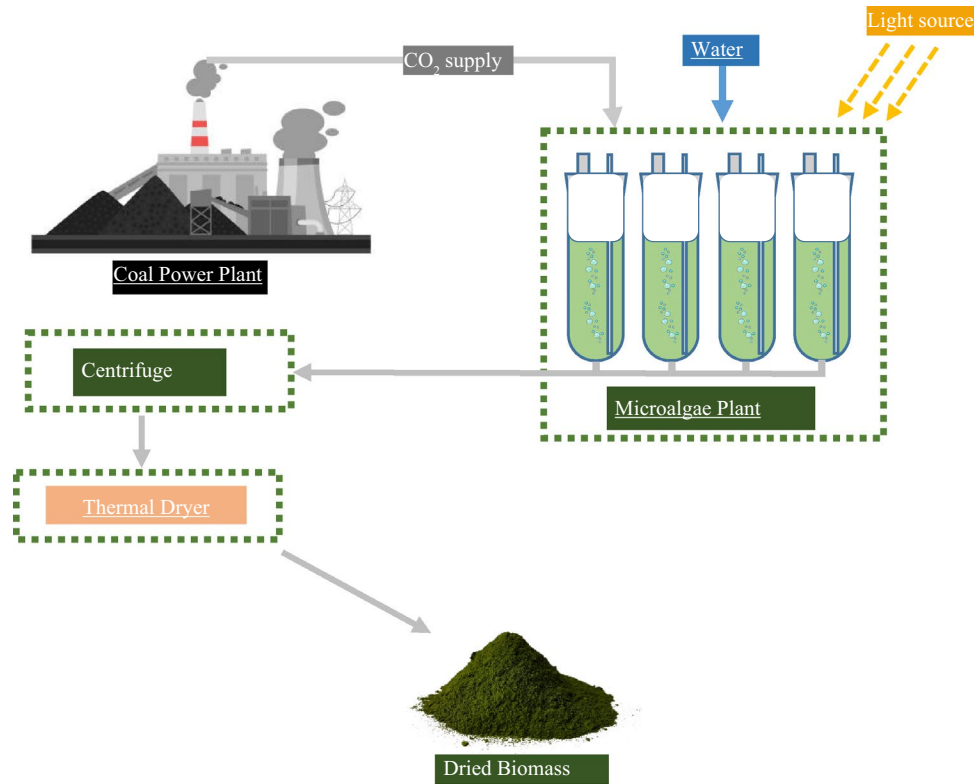 Light source
CO₂ supply
Water
Coal Power Plant
Centrifuge
Microalgae Plant
Thermal Dryer
Dried Biomass